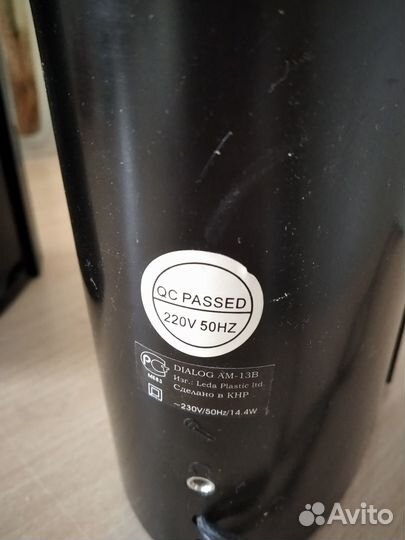 QC PASSED
220V 50HZ
DIALOG AM-13B
Изг.: Leda Plastic ltd.
Сделано в КНР
~230V/50Hz/14.4W
Avito